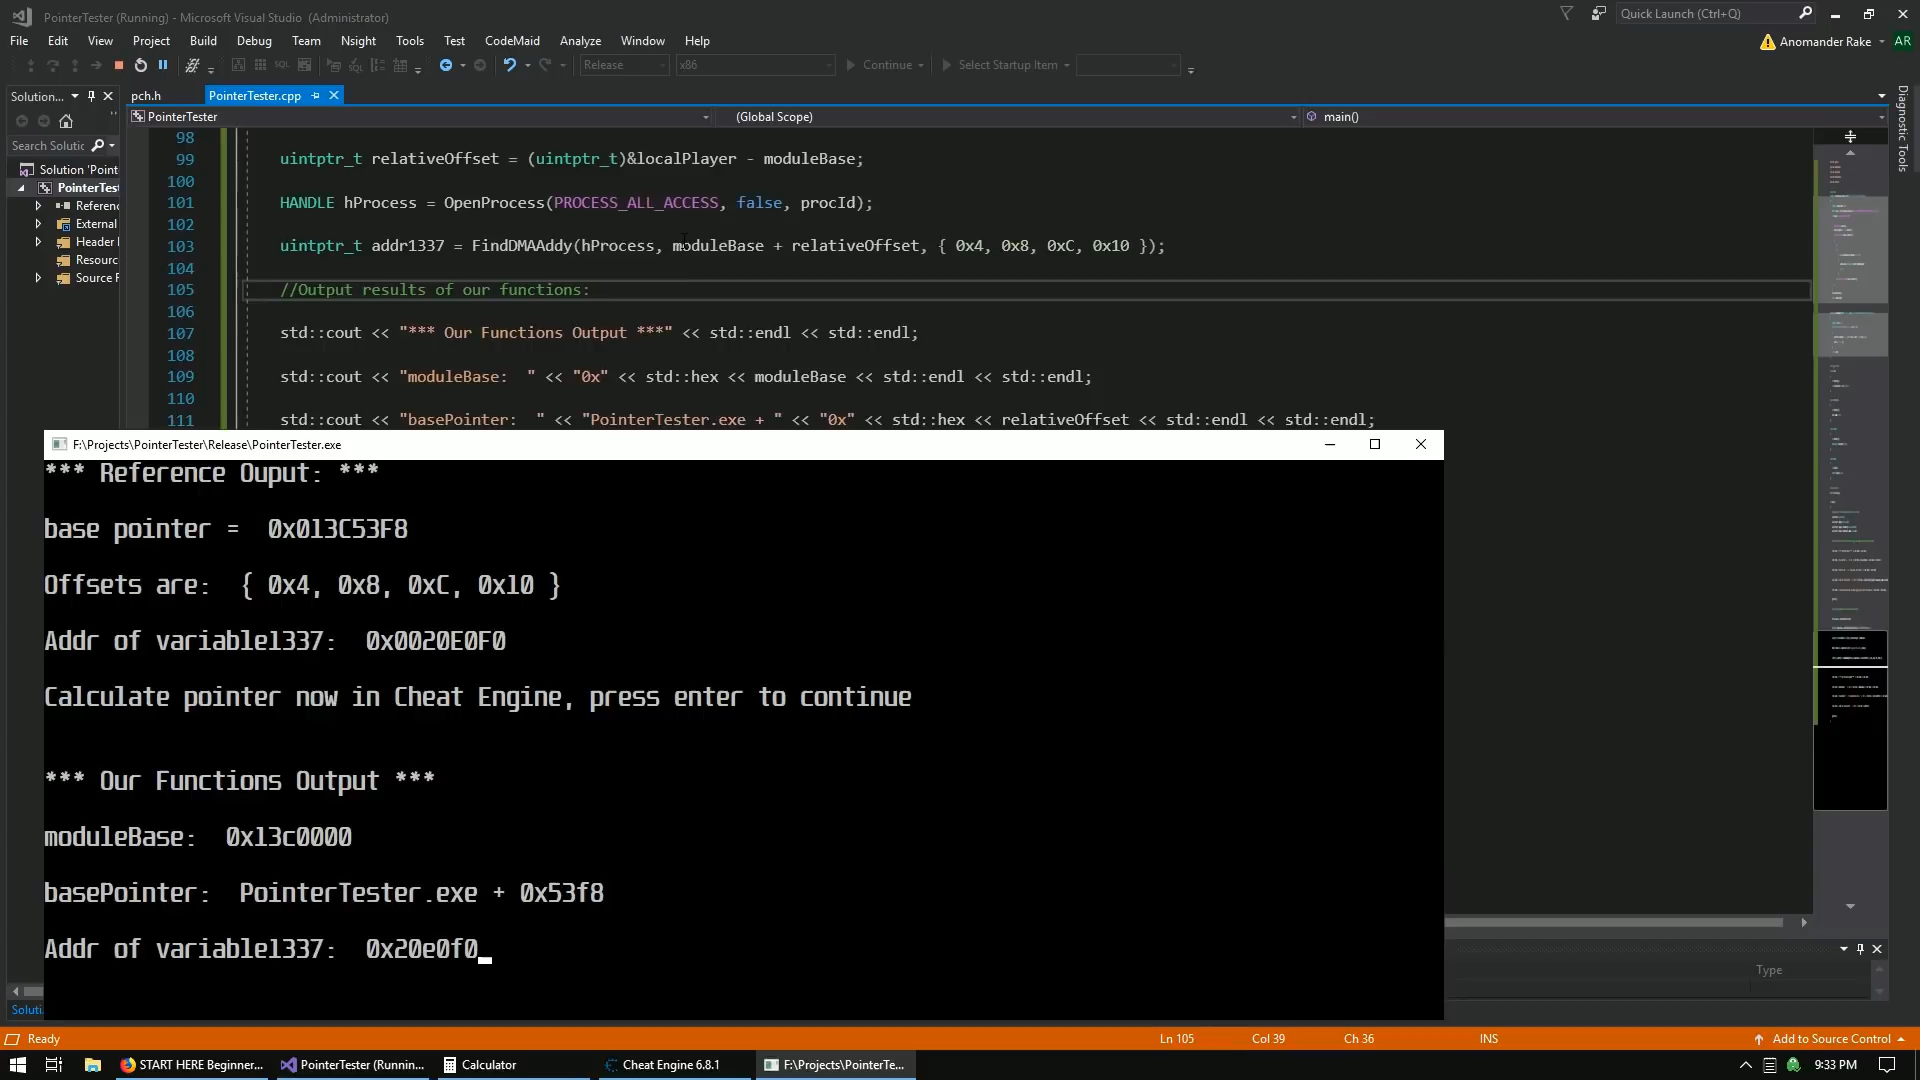 PointerTester (Running) - Microsoft Visual Studio (Administrator)
Quick Launch (Ctrl+Q)
File Edit View Project Build Debug Team Nsight Tools Test CodeMaid Analyze Window Help
Anomander Rake AR
Release x86 Continue Select Startup Item
Solution... pch.h PointerTester.cpp
Diagnostic Tools
PointerTester (Global Scope) main()
Search Solutic
Solution 'Point
PointerTes
Referenc
External
Header
Resourc
Source F
98
99 uintptr_t relativeOffset = (uintptr_t)&localPlayer - moduleBase;
100
101 HANDLE hProcess = OpenProcess(PROCESS_ALL_ACCESS, false, procId);
102
103 uintptr_t addr1337 = FindDMAAddy(hProcess, moduleBase + relativeOffset, { 0x4, 0x8, 0xC, 0x10 });
104
105 //Output results of our functions:
106
107 std::cout << "*** Our Functions Output ***" << std::endl << std::endl;
108
109 std::cout << "moduleBase:  " << "0x" << std::hex << moduleBase << std::endl << std::endl;
110
111 std::cout << "basePointer:  " << "PointerTester.exe + " << "0x" << std::hex << relativeOffset << std::endl << std::endl;
F:\Projects\PointerTester\Release\PointerTester.exe
*** Reference Ouput: ***
base pointer =  0x013C53F8
Offsets are:  { 0x4, 0x8, 0xC, 0x10 }
Addr of variable1337:  0x0020E0F0
Calculate pointer now in Cheat Engine, press enter to continue
*** Our Functions Output ***
moduleBase:  0x13c0000
basePointer:  PointerTester.exe + 0x53f8
Addr of variable1337:  0x20e0f0
Type
Soluti
Ready Ln 105 Col 39 Ch 36 INS Add to Source Control
START HERE Beginner... PointerTester (Runnin... Calculator Cheat Engine 6.8.1 F:\Projects\PointerTe... 9:33 PM